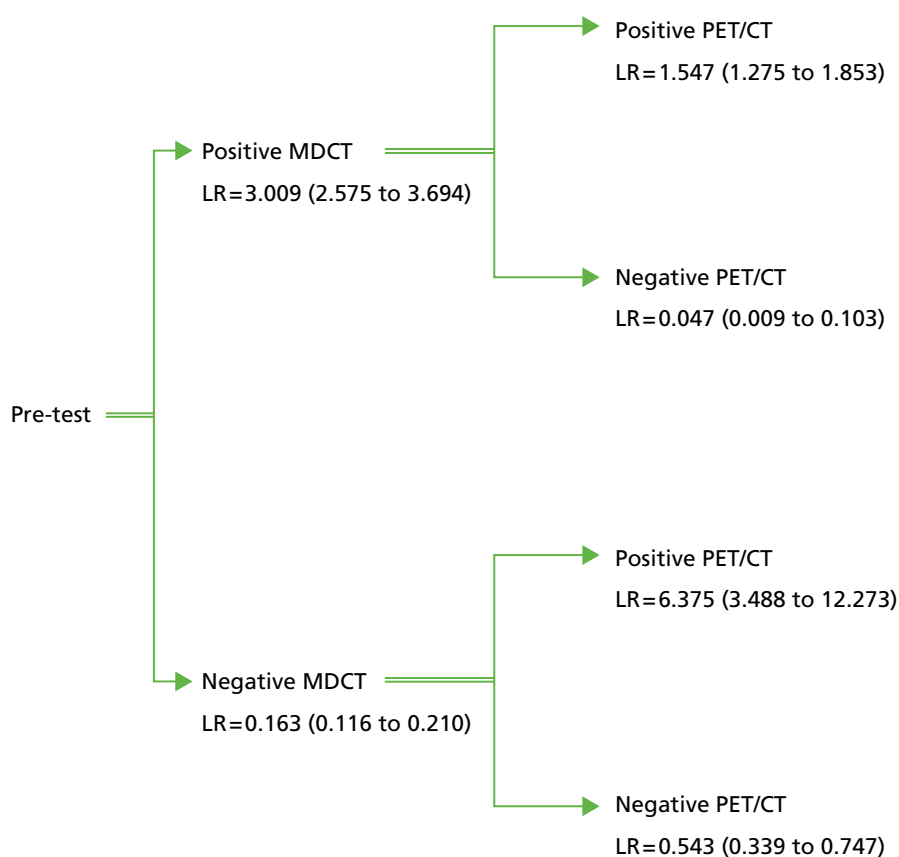 Positive PET/CT
LR=1.547 (1.275 to 1.853)
Positive MDCT
LR=3.009 (2.575 to 3.694)
Negative PET/CT
LR=0.047 (0.009 to 0.103)
Pre-test
Positive PET/CT
LR=6.375 (3.488 to 12.273)
Negative MDCT
LR=0.163 (0.116 to 0.210)
Negative PET/CT
LR=0.543 (0.339 to 0.747)